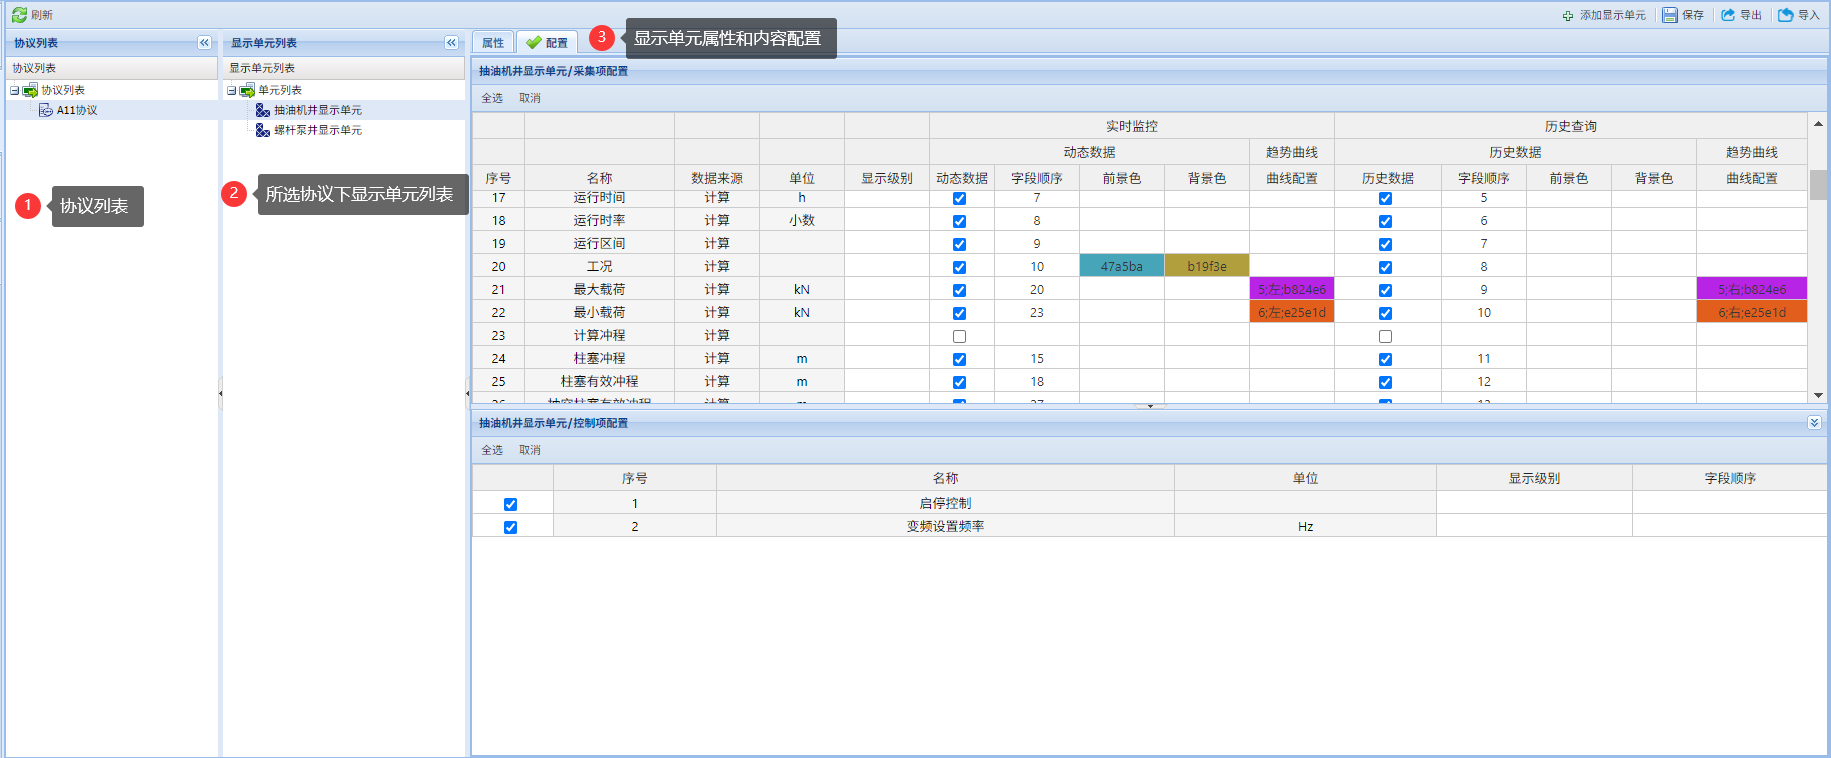 刷新
添加显示单元 保存 导出 导入
协议列表
协议列表
协议列表
A11协议
1 协议列表
显示单元列表
显示单元列表
单元列表
抽油机井显示单元
螺杆泵井显示单元
2 所选协议下显示单元列表
属性 配置 3 显示单元属性和内容配置
抽油机井显示单元/采集项配置
全选 取消
实时监控 历史查询
动态数据 趋势曲线 历史数据 趋势曲线
序号 名称 数据来源 单位 显示级别 动态数据 字段顺序 前景色 背景色 曲线配置 历史数据 字段顺序 前景色 背景色 曲线配置
17 运行时间 计算 h 7 5
18 运行时率 计算 小数 8 6
19 运行区间 计算 9 7
20 工况 计算 10 47a5ba b19f3e 8
21 最大载荷 计算 kN 20 5;左;b824e6 9 5;右;b824e6
22 最小载荷 计算 kN 23 6;左;e25e1d 10 6;右;e25e1d
23 计算冲程 计算
24 柱塞冲程 计算 m 15 11
25 柱塞有效冲程 计算 m 18 12
抽油机井显示单元/控制项配置
全选 取消
序号 名称 单位 显示级别 字段顺序
1 启停控制
2 变频设置频率 Hz